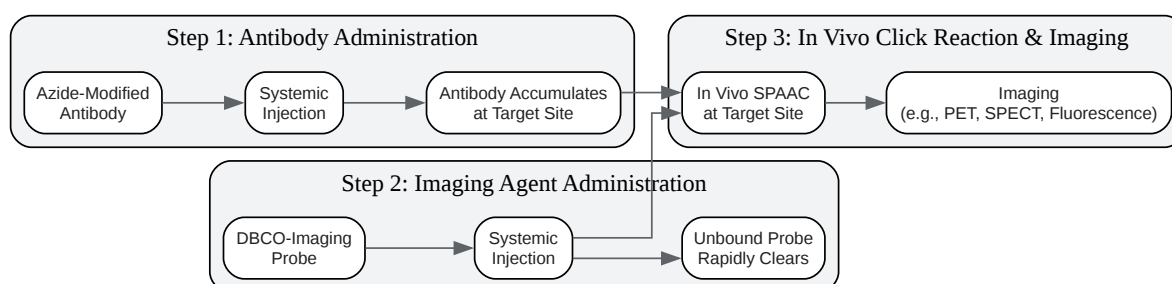 Step 1: Antibody Administration
Azide-Modified
Antibody
Systemic
Injection
Antibody Accumulates
at Target Site
Step 3: In Vivo Click Reaction & Imaging
In Vivo SPAAC
at Target Site
Imaging
(e.g., PET, SPECT, Fluorescence)
Step 2: Imaging Agent Administration
DBCO-Imaging
Probe
Systemic
Injection
Unbound Probe
Rapidly Clears